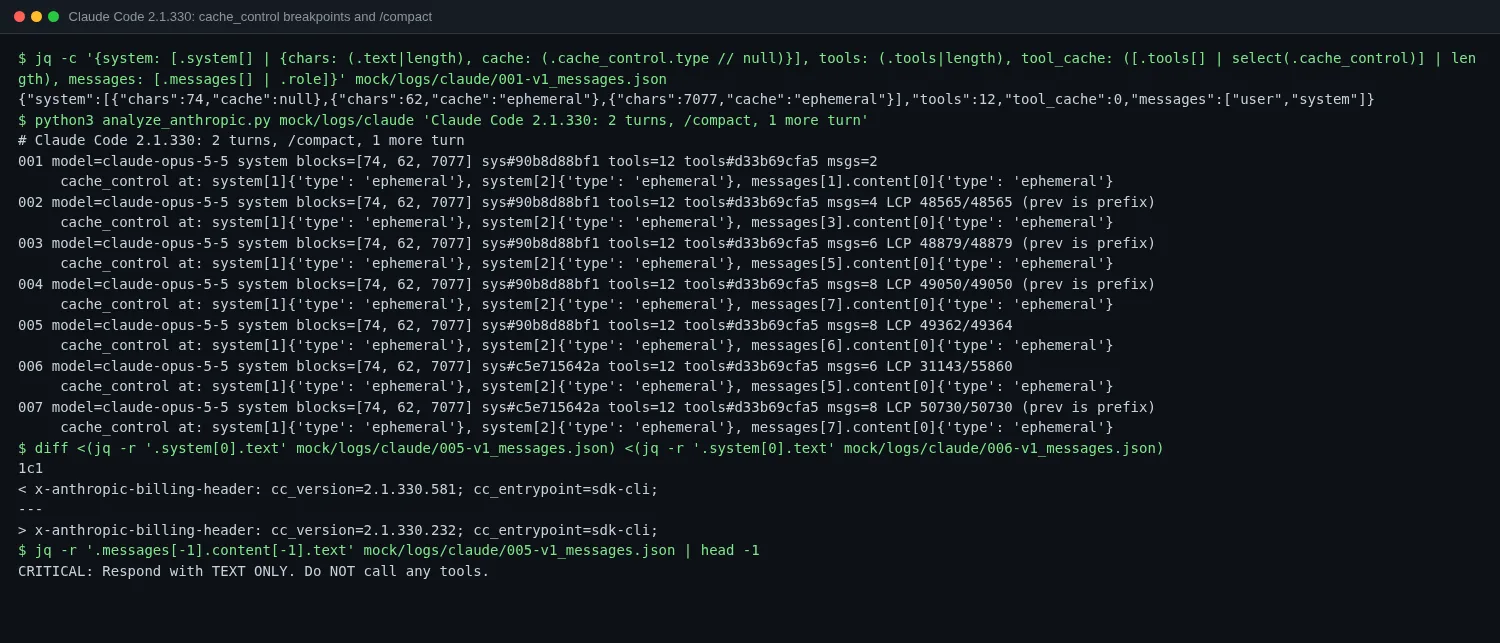 Claude Code 2.1.330: cache_control breakpoints and /compact
$ jq -c '{system: [.system[] | {chars: (.text|length), cache: (.cache_control.type // null)}], tools: (.tools|length), tool_cache: ([.tools[] | select(.cache_control)] | len
gth), messages: [.messages[] | .role]}' mock/logs/claude/001-v1_messages.json
{"system":[{"chars":74,"cache":null},{"chars":62,"cache":"ephemeral"},{"chars":7077,"cache":"ephemeral"}],"tools":12,"tool_cache":0,"messages":["user","system"]}
$ python3 analyze_anthropic.py mock/logs/claude 'Claude Code 2.1.330: 2 turns, /compact, 1 more turn'
# Claude Code 2.1.330: 2 turns, /compact, 1 more turn
001 model=claude-opus-5-5 system blocks=[74, 62, 7077] sys#90b8d88bf1 tools=12 tools#d33b69cfa5 msgs=2
     cache_control at: system[1]{'type': 'ephemeral'}, system[2]{'type': 'ephemeral'}, messages[1].content[0]{'type': 'ephemeral'}
002 model=claude-opus-5-5 system blocks=[74, 62, 7077] sys#90b8d88bf1 tools=12 tools#d33b69cfa5 msgs=4 LCP 48565/48565 (prev is prefix)
     cache_control at: system[1]{'type': 'ephemeral'}, system[2]{'type': 'ephemeral'}, messages[3].content[0]{'type': 'ephemeral'}
003 model=claude-opus-5-5 system blocks=[74, 62, 7077] sys#90b8d88bf1 tools=12 tools#d33b69cfa5 msgs=6 LCP 48879/48879 (prev is prefix)
     cache_control at: system[1]{'type': 'ephemeral'}, system[2]{'type': 'ephemeral'}, messages[5].content[0]{'type': 'ephemeral'}
004 model=claude-opus-5-5 system blocks=[74, 62, 7077] sys#90b8d88bf1 tools=12 tools#d33b69cfa5 msgs=8 LCP 49050/49050 (prev is prefix)
     cache_control at: system[1]{'type': 'ephemeral'}, system[2]{'type': 'ephemeral'}, messages[7].content[0]{'type': 'ephemeral'}
005 model=claude-opus-5-5 system blocks=[74, 62, 7077] sys#90b8d88bf1 tools=12 tools#d33b69cfa5 msgs=8 LCP 49362/49364
     cache_control at: system[1]{'type': 'ephemeral'}, system[2]{'type': 'ephemeral'}, messages[6].content[0]{'type': 'ephemeral'}
006 model=claude-opus-5-5 system blocks=[74, 62, 7077] sys#c5e715642a tools=12 tools#d33b69cfa5 msgs=6 LCP 31143/55860
     cache_control at: system[1]{'type': 'ephemeral'}, system[2]{'type': 'ephemeral'}, messages[5].content[0]{'type': 'ephemeral'}
007 model=claude-opus-5-5 system blocks=[74, 62, 7077] sys#c5e715642a tools=12 tools#d33b69cfa5 msgs=8 LCP 50730/50730 (prev is prefix)
     cache_control at: system[1]{'type': 'ephemeral'}, system[2]{'type': 'ephemeral'}, messages[7].content[0]{'type': 'ephemeral'}
$ diff <(jq -r '.system[0].text' mock/logs/claude/005-v1_messages.json) <(jq -r '.system[0].text' mock/logs/claude/006-v1_messages.json)
1c1
< x-anthropic-billing-header: cc_version=2.1.330.581; cc_entrypoint=sdk-cli;
---
> x-anthropic-billing-header: cc_version=2.1.330.232; cc_entrypoint=sdk-cli;
$ jq -r '.messages[-1].content[-1].text' mock/logs/claude/005-v1_messages.json | head -1
CRITICAL: Respond with TEXT ONLY. Do NOT call any tools.